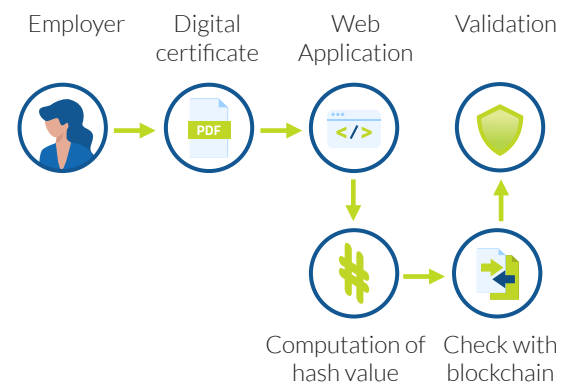 Employer
Digital
certificate
Web
Application
Validation
PDF
</>
Computation of
hash value
Check with
blockchain